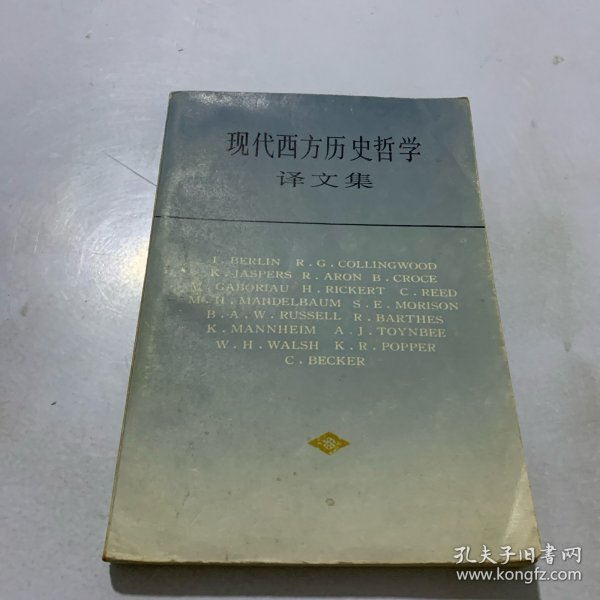 现代西方历史哲学
译文集
I . BERLIN R . G . COLLINGWOOD
K . JASPERS R . ARON B . CROCE
M . GABORIAU H . RICKERT C . REED
M . H . MANDELBAUM S . E . MORISON
B . A . W . RUSSELL R . BARTHES
K . MANNHEIM A . J . TOYNBEE
W . H . WALSH K . R . POPPER
C . BECKER
孔夫子旧书网
www.kongfz.com